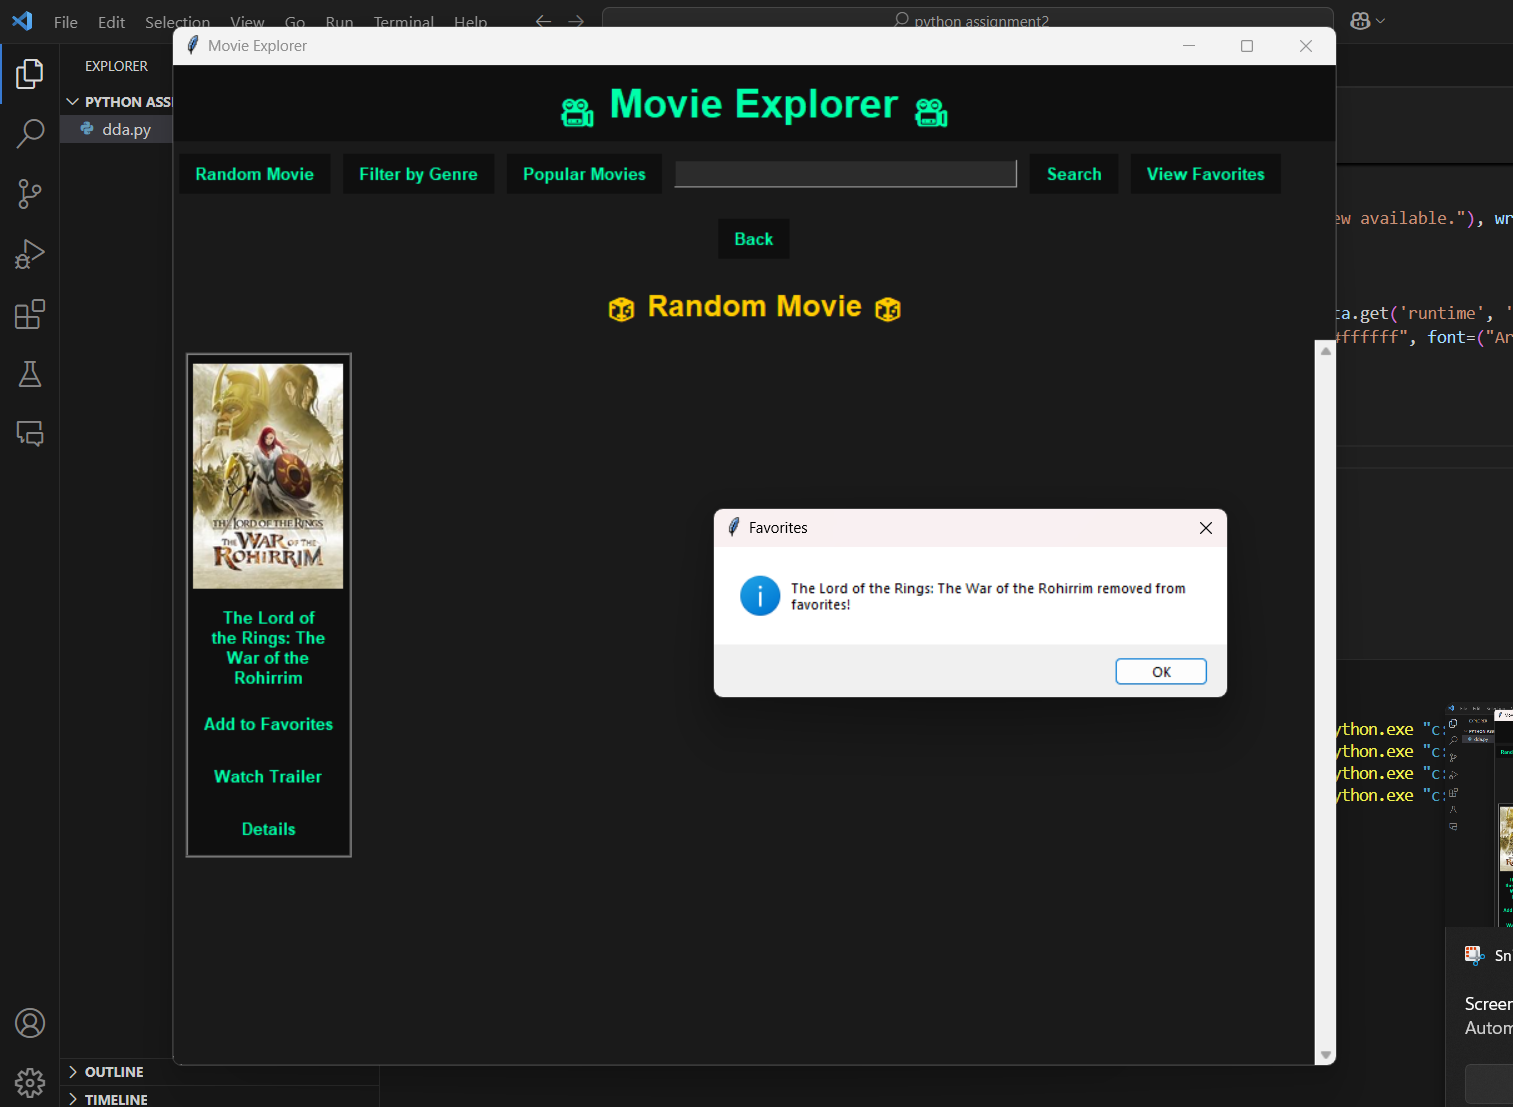 File Edit Selection View Go Run Terminal Help
python assignment2
EXPLORER
PYTHON ASS
dda.py
Movie Explorer
Movie Explorer
Random Movie
Filter by Genre
Popular Movies
Search
View Favorites
Back
Random Movie
THE LORD OF THE RINGS
THE WAR OF THE
ROHIRRIM
The Lord of
the Rings: The
War of the
Rohirrim
Add to Favorites
Watch Trailer
Details
Favorites
The Lord of the Rings: The War of the Rohirrim removed from
favorites!
OK
ew available."), wr
ta.get('runtime', '
#ffffff", font=("Ar
ython.exe "c:
ython.exe "c:
ython.exe "c:
ython.exe "c:
Sn
Screen
Autom
OUTLINE
TIMELINE